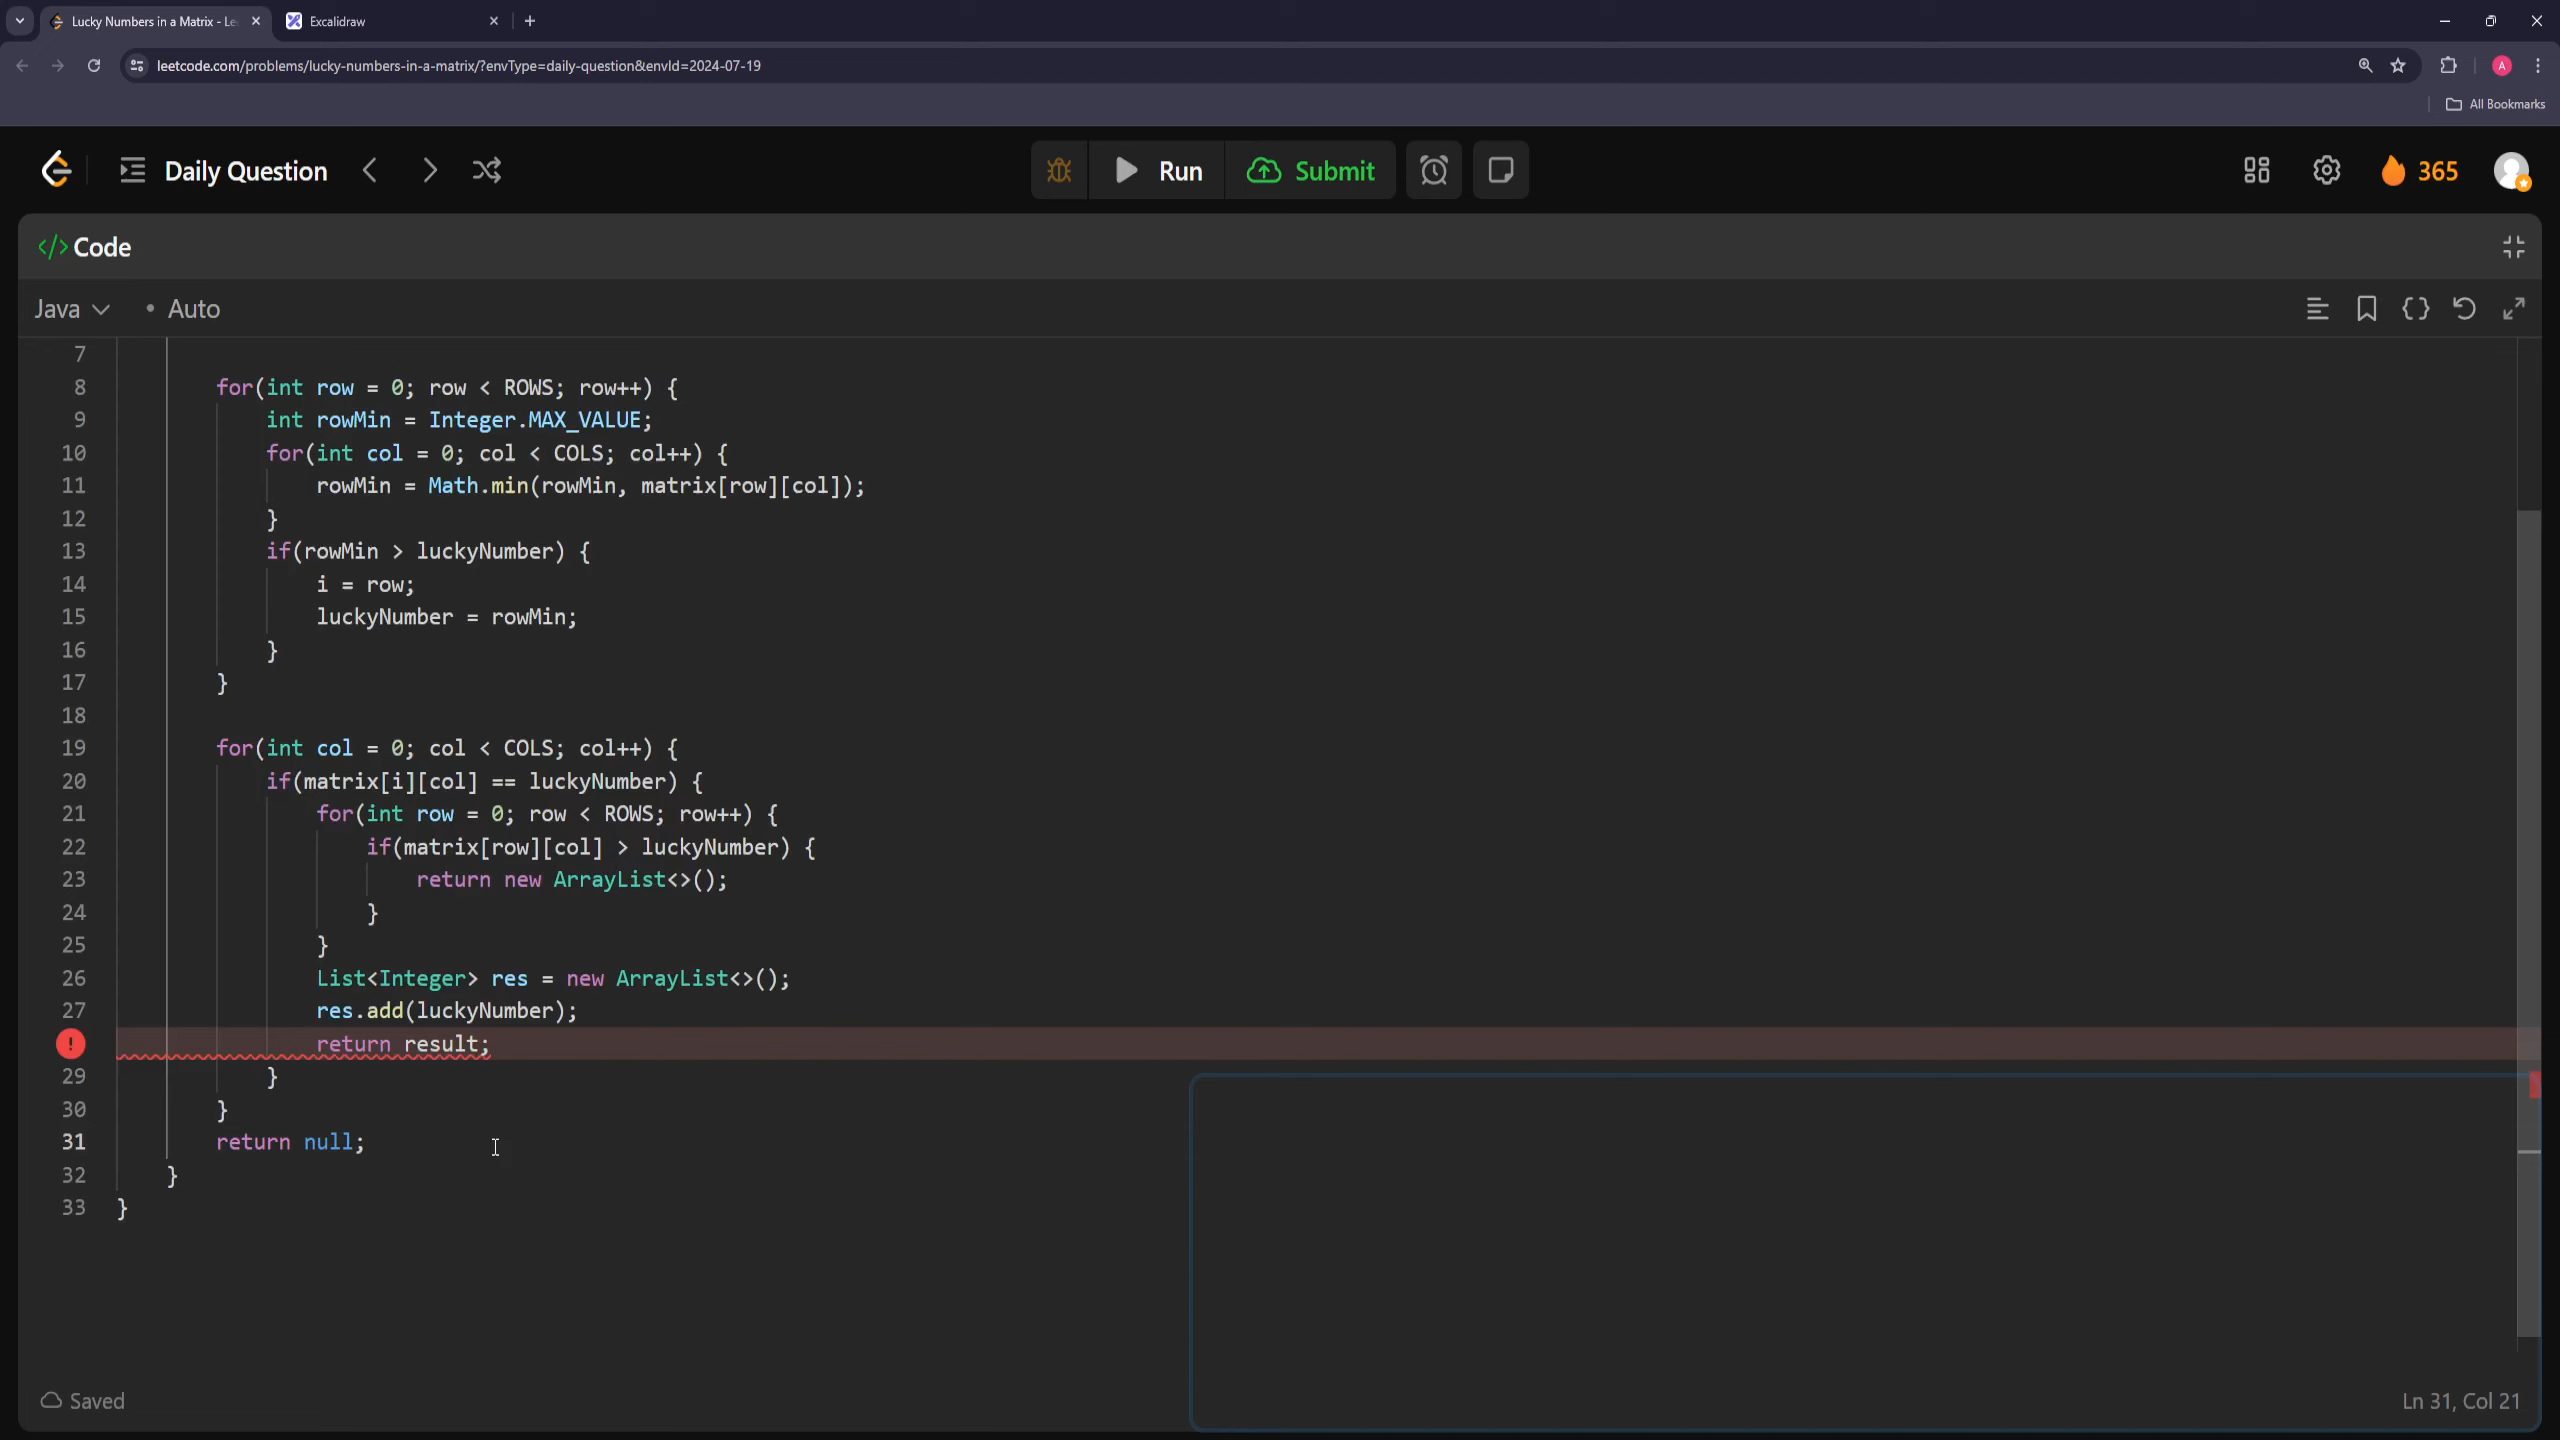 Lucky Numbers in a Matrix - Le
Excalidraw
leetcode.com/problems/lucky-numbers-in-a-matrix/?envType=daily-question&envId=2024-07-19
A
All Bookmarks
Daily Question
Run
Submit
365
</> Code
Java
• Auto
7
8 for(int row = 0; row < ROWS; row++) {
9 int rowMin = Integer.MAX_VALUE;
10 for(int col = 0; col < COLS; col++) {
11 rowMin = Math.min(rowMin, matrix[row][col]);
12 }
13 if(rowMin > luckyNumber) {
14 i = row;
15 luckyNumber = rowMin;
16 }
17 }
18
19 for(int col = 0; col < COLS; col++) {
20 if(matrix[i][col] == luckyNumber) {
21 for(int row = 0; row < ROWS; row++) {
22 if(matrix[row][col] > luckyNumber) {
23 return new ArrayList<>();
24 }
25 }
26 List<Integer> res = new ArrayList<>();
27 res.add(luckyNumber);
! return result;
29 }
30 }
31 return null;
32 }
33 }
Saved
Ln 31, Col 21